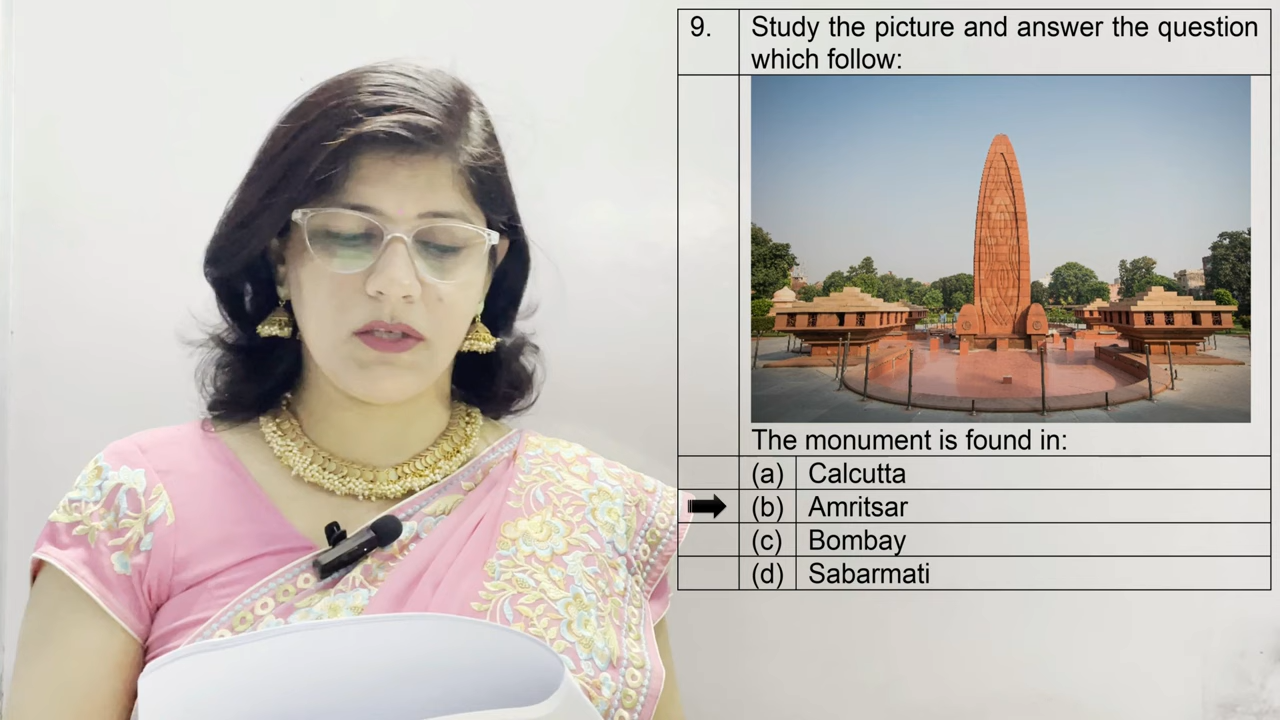 9. Study the picture and answer the question
which follow:
The monument is found in:
(a) Calcutta
(b) Amritsar
(c) Bombay
(d) Sabarmati